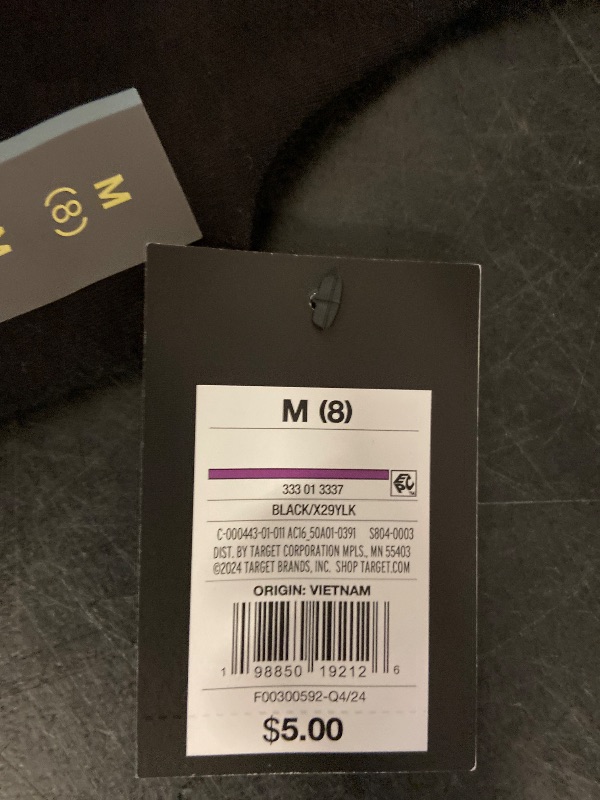 M
(8)
M
M (8)
333 01 3337
BLACK/X29YLK
C-000443-01-011 AC16_50A01-0391 S804-0003
DIST. BY TARGET CORPORATION MPLS., MN 55403
©2024 TARGET BRANDS, INC. SHOP TARGET.COM
ORIGIN: VIETNAM
1 98850 19212 6
F00300592-Q4/24
$5.00